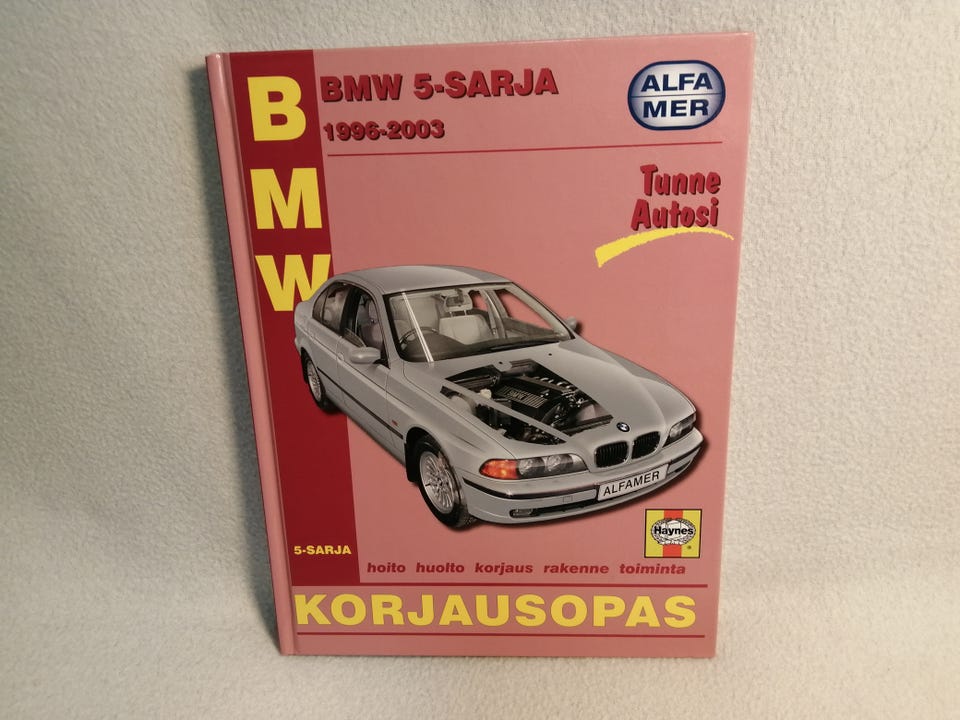 BMW
BMW 5-SARJA
1996-2003
ALFA
MER
Tunne
Autosi
ALFAMER
Haynes
®
5-SARJA
hoito huolto korjaus rakenne toiminta
KORJAUSOPAS